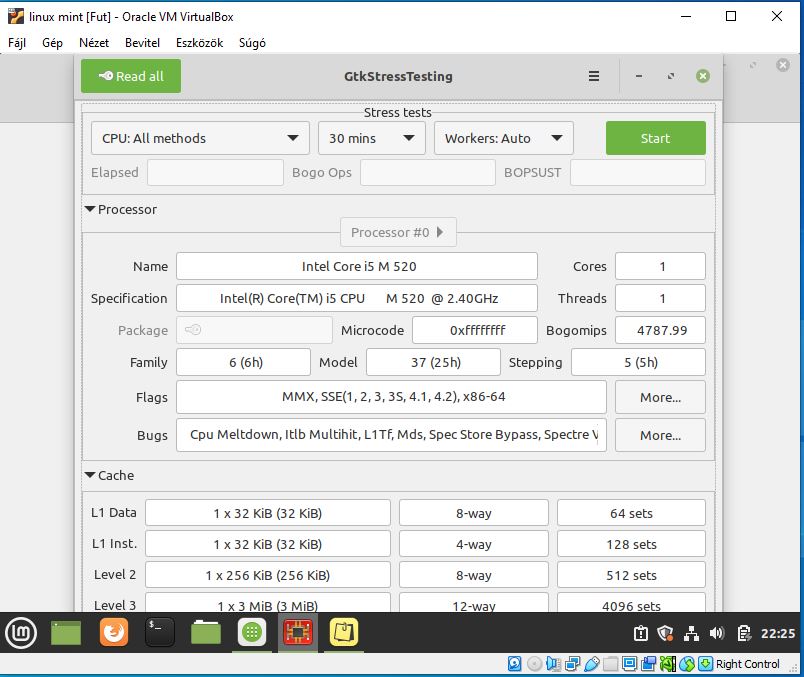 linux mint [Fut] - Oracle VM VirtualBox
Fájl Gép Nézet Bevitel Eszközök Súgó
Read all GtkStressTesting
Stress tests
CPU: All methods 30 mins Workers: Auto Start
Elapsed Bogo Ops BOPSUST
Processor
Processor #0
Name Intel Core i5 M 520 Cores 1
Specification Intel(R) Core(TM) i5 CPU M 520 @ 2.40GHz Threads 1
Package Microcode 0xffffffff Bogomips 4787.99
Family 6 (6h) Model 37 (25h) Stepping 5 (5h)
Flags MMX, SSE(1, 2, 3, 3S, 4.1, 4.2), x86-64 More...
Bugs Cpu Meltdown, Itlb Multihit, L1Tf, Mds, Spec Store Bypass, Spectre V More...
Cache
L1 Data 1 x 32 KiB (32 KiB) 8-way 64 sets
L1 Inst. 1 x 32 KiB (32 KiB) 4-way 128 sets
Level 2 1 x 256 KiB (256 KiB) 8-way 512 sets
Level 3 1 x 3 MiB (3 MiB) 12-way 4096 sets
22:25
Right Control